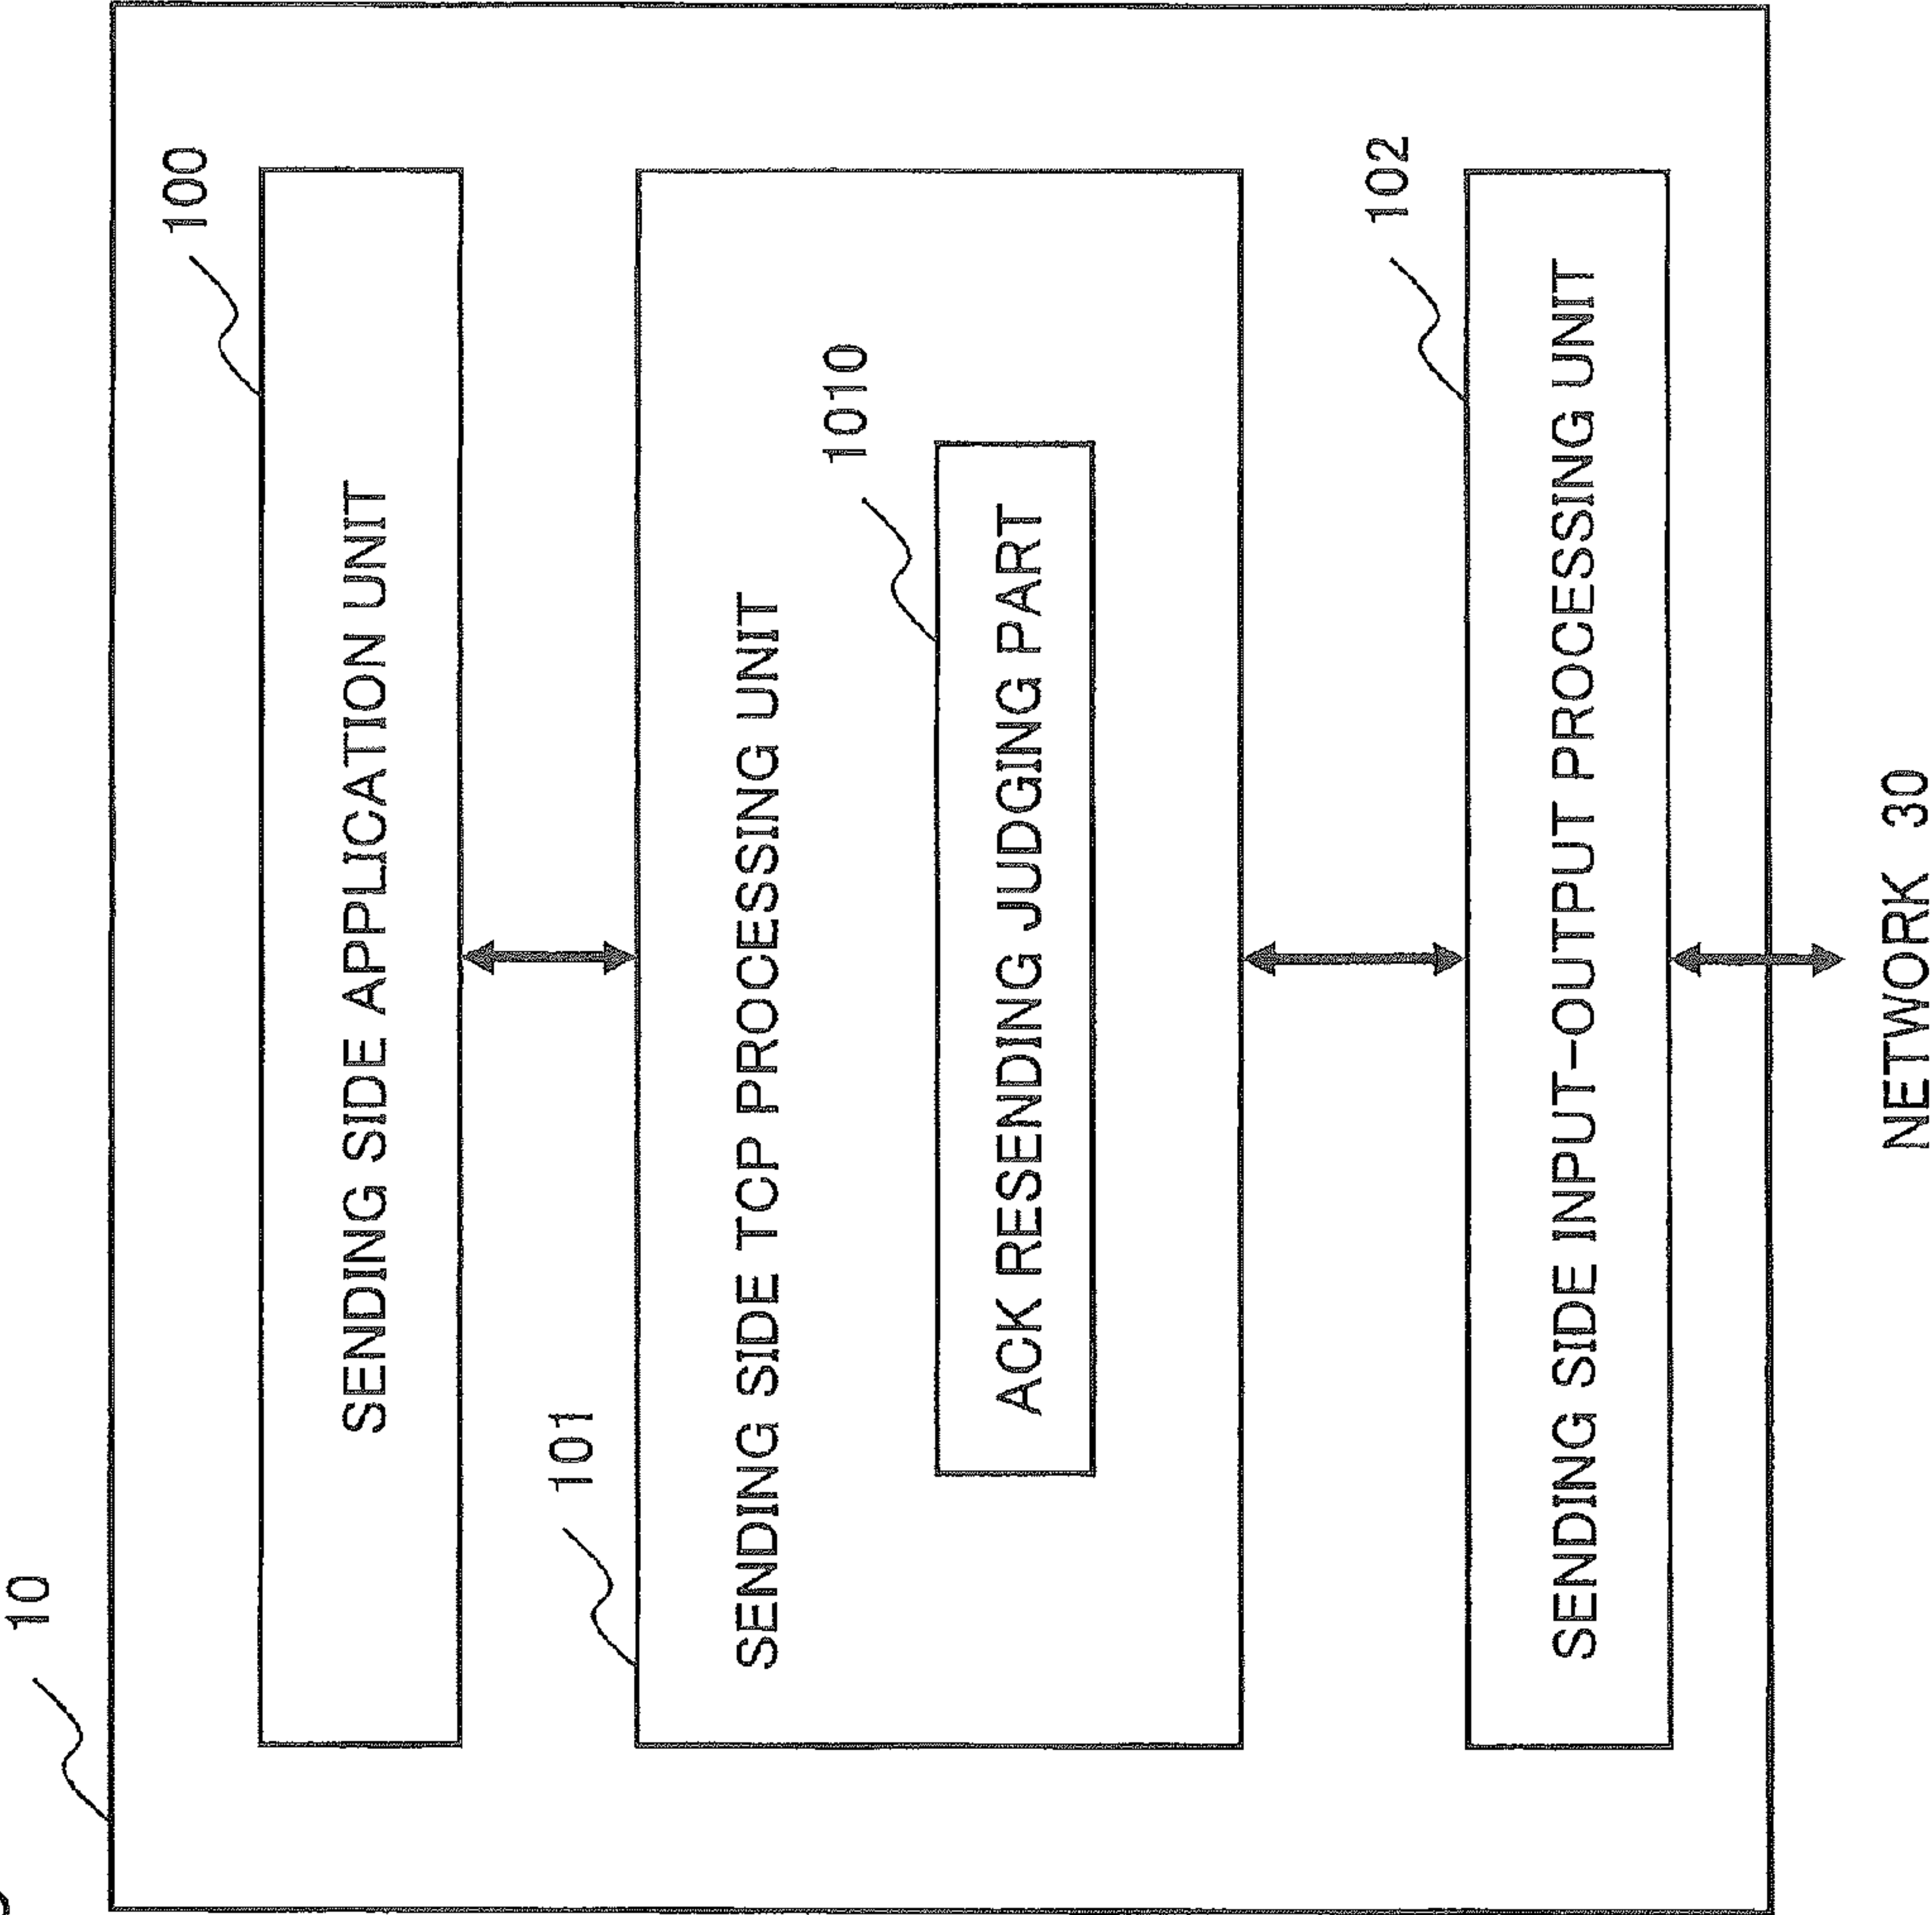 10
100
SENDING SIDE APPLICATION UNIT
101
SENDING SIDE TCP PROCESSING UNIT
1010
ACK RESENDING JUDGING PART
102
SENDING SIDE INPUT-OUTPUT PROCESSING UNIT
NETWORK 30